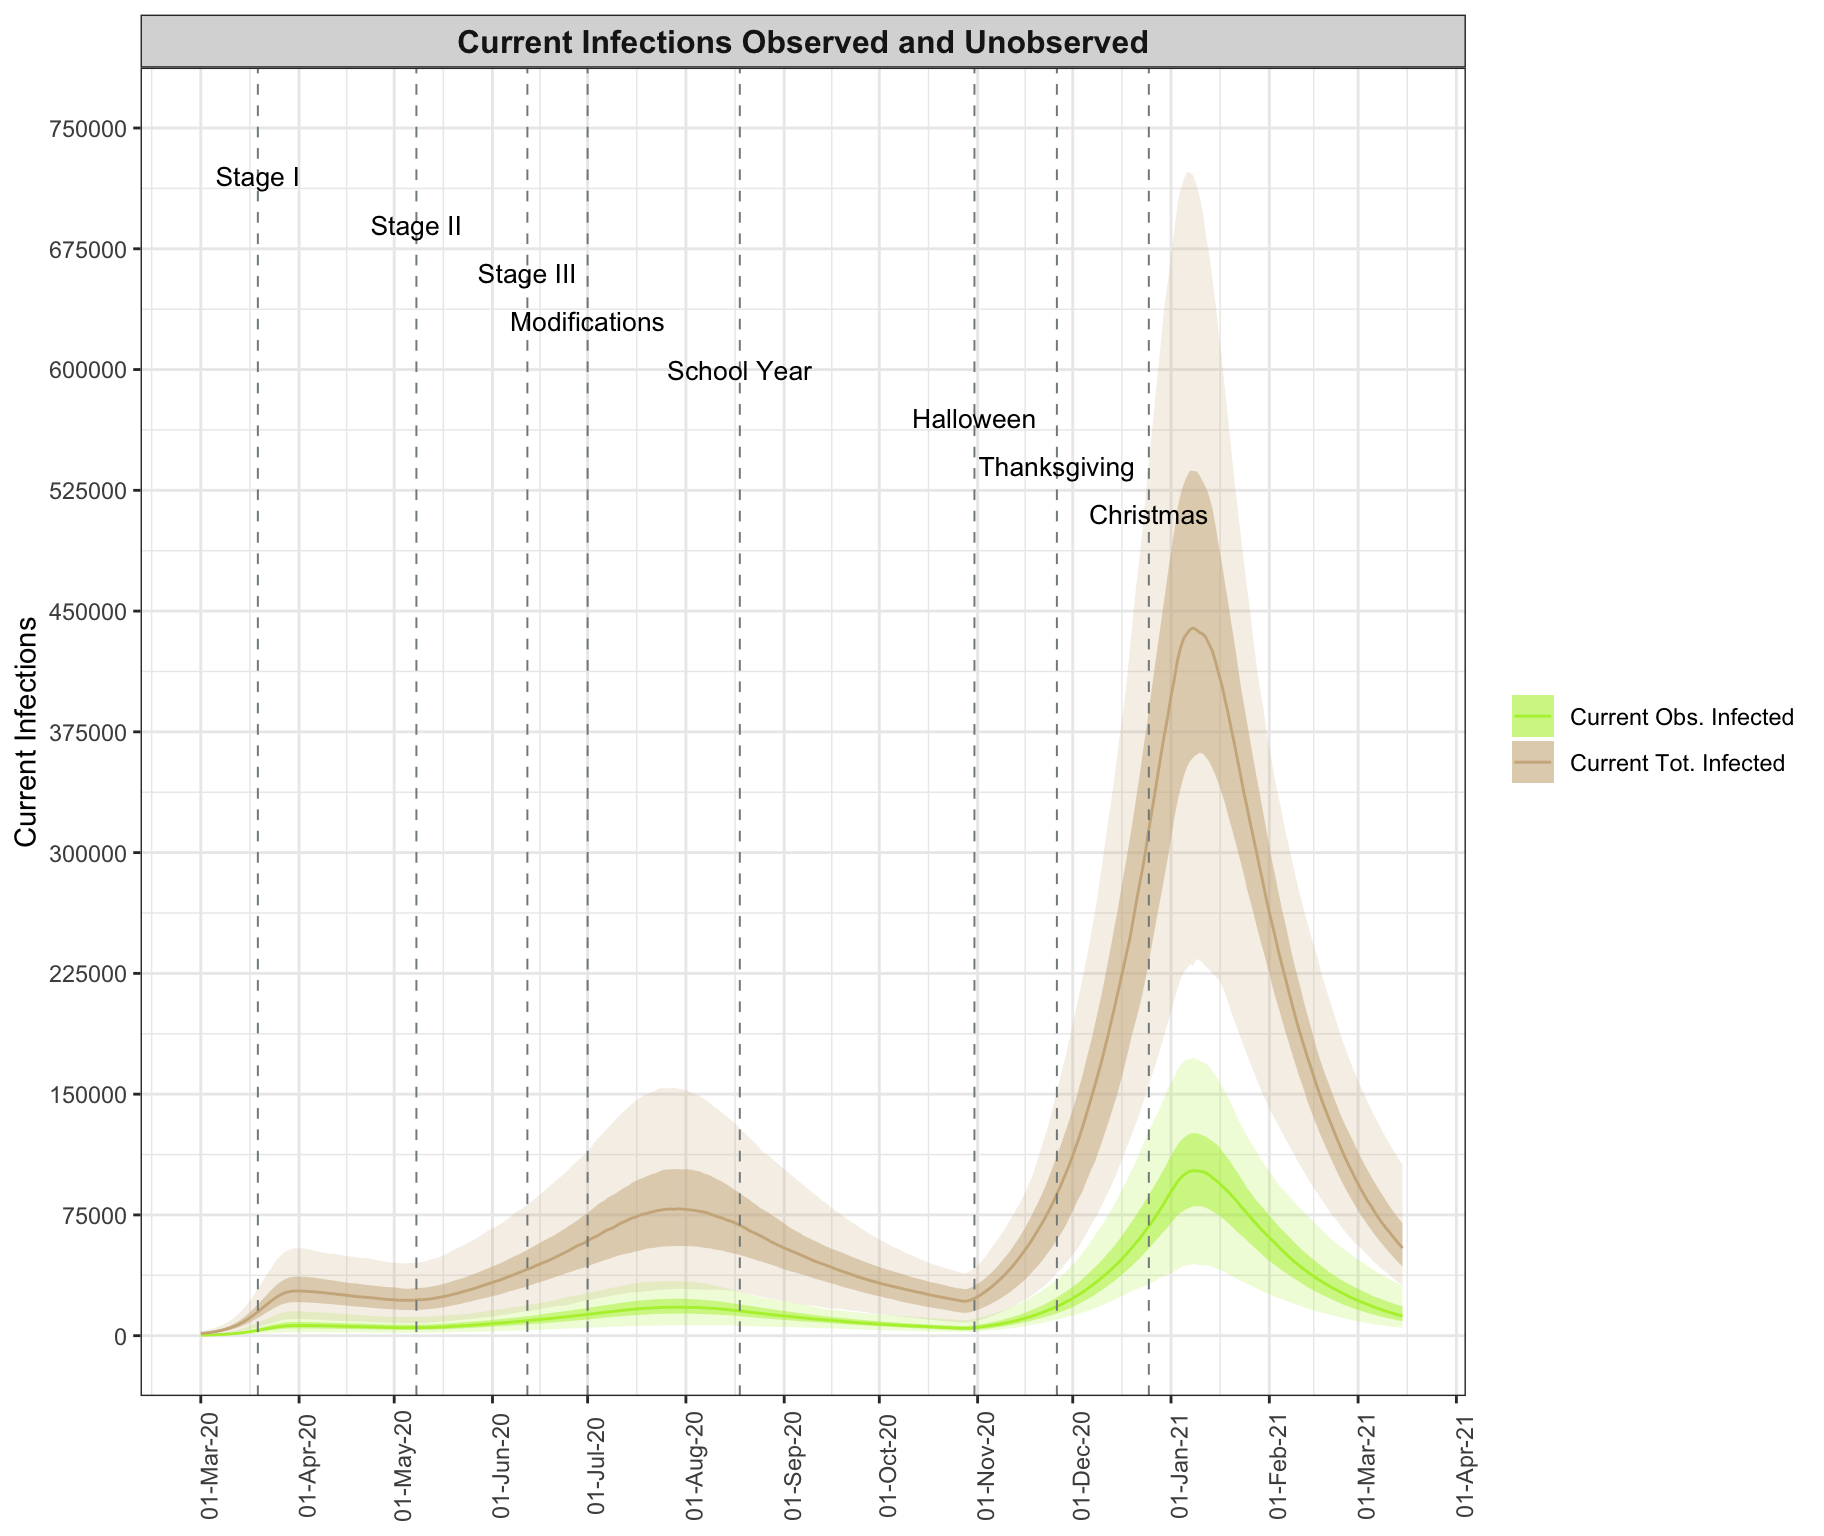 Current Infections Observed and Unobserved
Current Infections
750000
675000
600000
525000
450000
375000
300000
225000
150000
75000
0
Stage I
Stage II
Stage III
Modifications
School Year
Halloween
Thanksgiving
Christmas
01-Mar-20
01-Apr-20
01-May-20
01-Jun-20
01-Jul-20
01-Aug-20
01-Sep-20
01-Oct-20
01-Nov-20
01-Dec-20
01-Jan-21
01-Feb-21
01-Mar-21
01-Apr-21
Current Obs. Infected
Current Tot. Infected